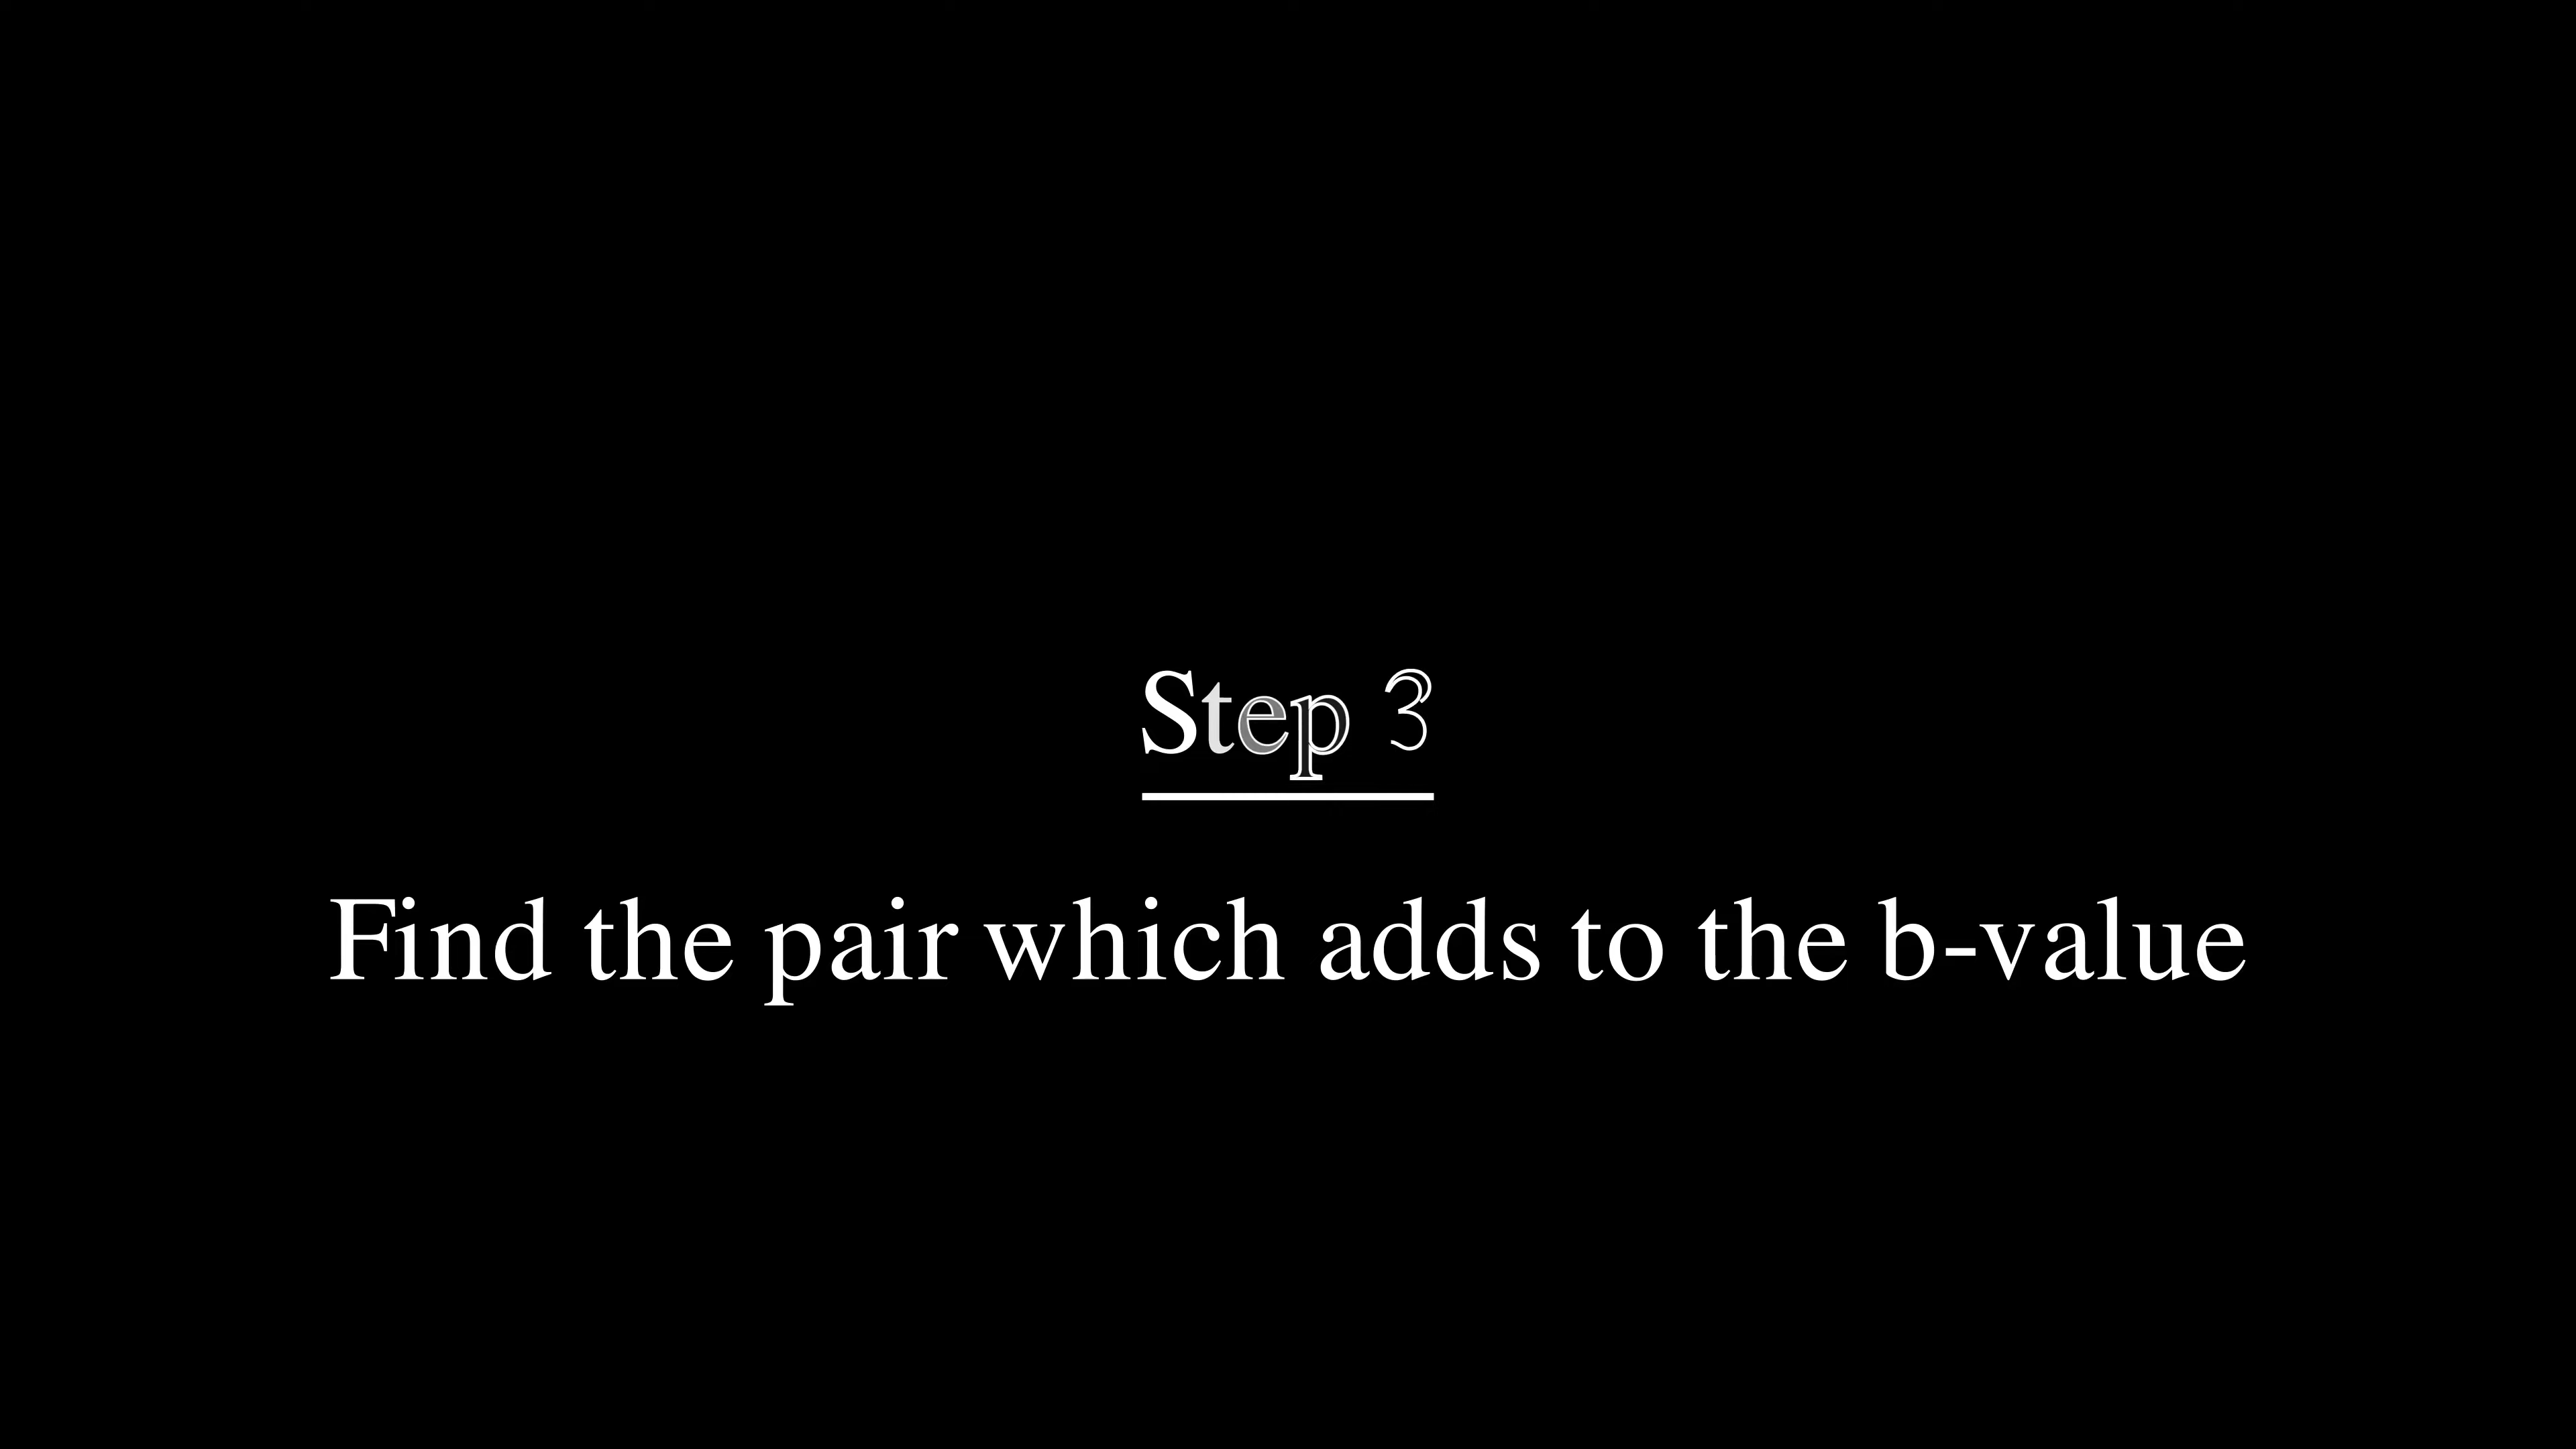 Step 3
Find the pair which adds to the b-value